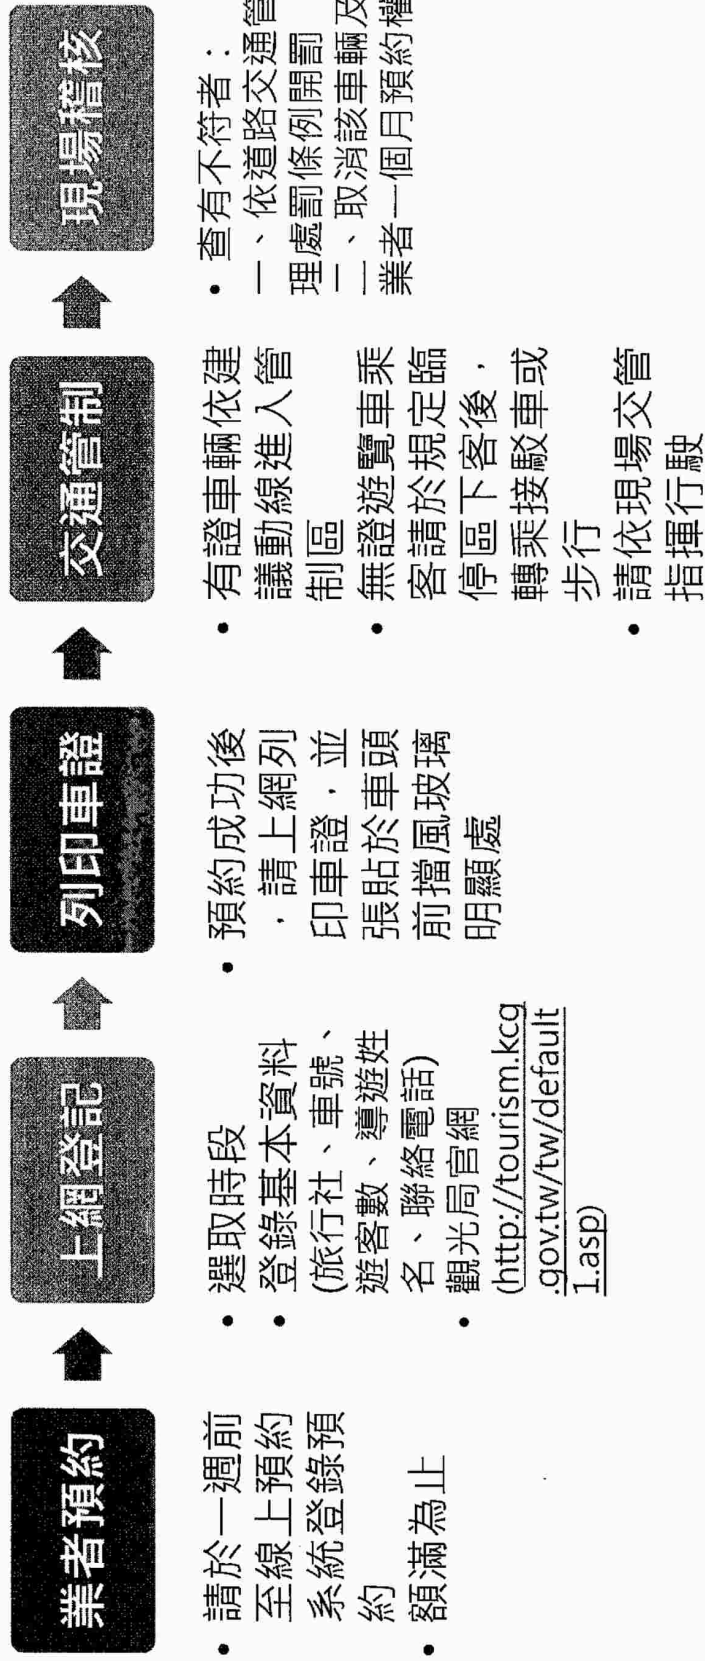 業者預約
• 請於一週前
至線上預約
系統登錄預
約
• 額滿為止
上網登記
• 選取時段
• 登錄基本資料
(旅行社、車號、
遊客數、導遊姓
名、聯絡電話)
• 觀光局官網
(http://tourism.kcg
.gov.tw/tw/default
1.asp)
列印車證
• 預約成功後
，請上網列
印車證，並
張貼於車頭
前擋風玻璃
明顯處
交通管制
• 有證車輛依建
議動線進入管
制區
• 無證遊覽車乘
客請於規定臨
停區下客後，
轉乘接駁車或
步行
• 請依現場交管
指揮行駛
現場稽核
• 查有不符者：
一、依道路交通管
理處罰條例開罰
二、取消該車輛及
業者一個月預約權